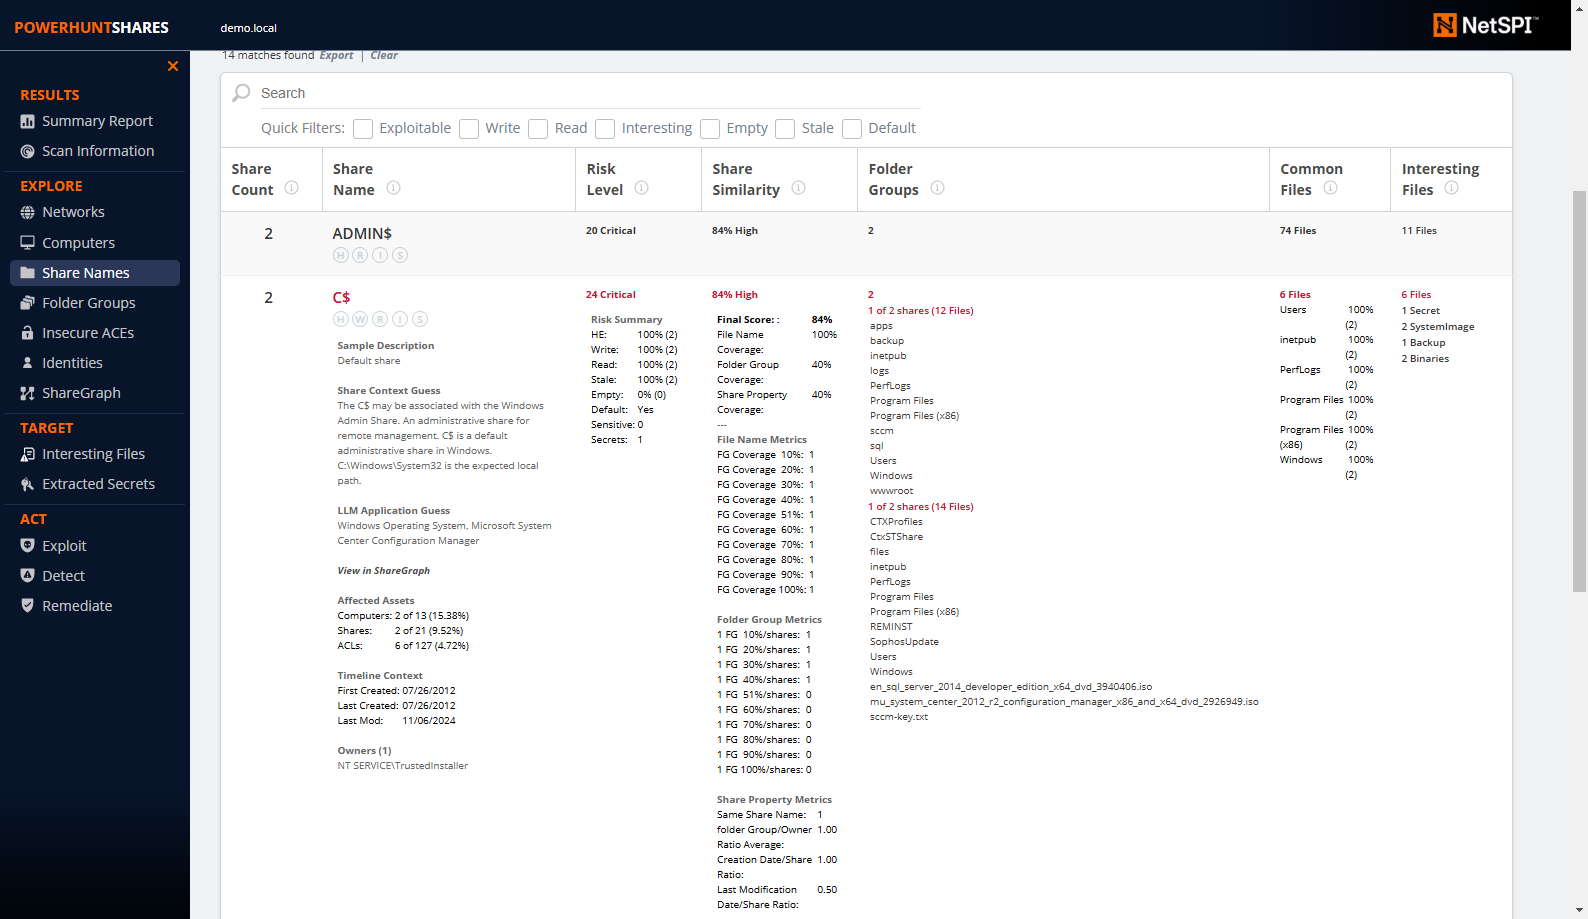 POWERHUNTSHARES
demo.local
NetSPI™
14 matches found Export | Clear
RESULTS
Summary Report
Scan Information
EXPLORE
Networks
Computers
Share Names
Folder Groups
Insecure ACEs
Identities
ShareGraph
TARGET
Interesting Files
Extracted Secrets
ACT
Exploit
Detect
Remediate
Search
Quick Filters: Exploitable Write Read Interesting Empty Stale Default
Share Count
Share Name
Risk Level
Share Similarity
Folder Groups
Common Files
Interesting Files
2 ADMIN$ 20 Critical 84% High 2 74 Files 11 Files
H R I S
2 C$ 24 Critical 84% High 2 6 Files 6 Files
H W R I S
Sample Description
Default share
Share Context Guess
The C$ may be associated with the Windows
Admin Share. An administrative share for
remote management. C$ is a default
administrative share in Windows.
C:\Windows\System32 is the expected local
path.
LLM Application Guess
Windows Operating System, Microsoft System
Center Configuration Manager
View in ShareGraph
Affected Assets
Computers: 2 of 13 (15.38%)
Shares: 2 of 21 (9.52%)
ACLs: 6 of 127 (4.72%)
Timeline Context
First Created: 07/26/2012
Last Created: 07/26/2012
Last Mod: 11/06/2024
Owners (1)
NT SERVICE\TrustedInstaller
Risk Summary
HE: 100% (2)
Write: 100% (2)
Read: 100% (2)
Stale: 100% (2)
Empty: 0% (0)
Default: Yes
Sensitive: 0
Secrets: 1
Final Score: : 84%
File Name 100%
Coverage:
Folder Group 40%
Coverage:
Share Property 40%
Coverage:
---
File Name Metrics
FG Coverage 10%: 1
FG Coverage 20%: 1
FG Coverage 30%: 1
FG Coverage 40%: 1
FG Coverage 51%: 1
FG Coverage 60%: 1
FG Coverage 70%: 1
FG Coverage 80%: 1
FG Coverage 90%: 1
FG Coverage 100%: 1
Folder Group Metrics
1 FG 10%/shares: 1
1 FG 20%/shares: 1
1 FG 30%/shares: 1
1 FG 40%/shares: 1
1 FG 51%/shares: 0
1 FG 60%/shares: 0
1 FG 70%/shares: 0
1 FG 80%/shares: 0
1 FG 90%/shares: 0
1 FG 100%/shares: 0
Share Property Metrics
Same Share Name: 1
folder Group/Owner 1.00
Ratio Average:
Creation Date/Share 1.00
Ratio:
Last Modification 0.50
Date/Share Ratio:
1 of 2 shares (12 Files)
apps
backup
inetpub
logs
PerfLogs
Program Files
Program Files (x86)
sccm
sql
Users
Windows
wwwroot
1 of 2 shares (14 Files)
CTXProfiles
CtxSTShare
files
inetpub
PerfLogs
Program Files
Program Files (x86)
REMINST
SophosUpdate
Users
Windows
en_sql_server_2014_developer_edition_x64_dvd_3940406.iso
mu_system_center_2012_r2_configuration_manager_x86_and_x64_dvd_2926949.iso
sccm-key.txt
Users 100%
(2)
inetpub 100%
(2)
PerfLogs 100%
(2)
Program Files 100%
(2)
Program Files 100%
(x86) (2)
Windows 100%
(2)
1 Secret
2 SystemImage
1 Backup
2 Binaries